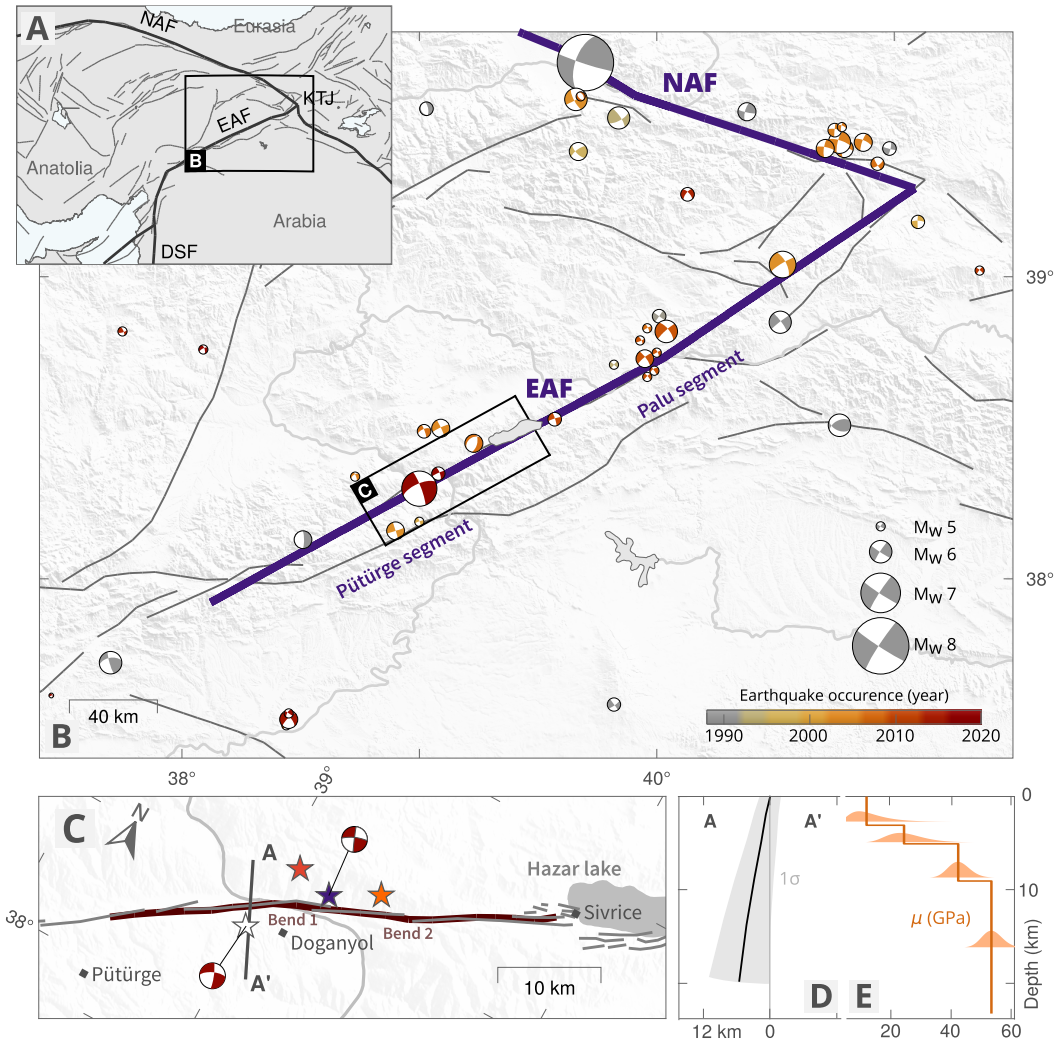 A
NAF
Eurasia
KTJ
EAF
B
Anatolia
Arabia
DSF
NAF
39°
EAF
Palu segment
C
Pütürge segment
Mw 5
Mw 6
38°
Mw 7
Mw 8
Earthquake occurence (year)
40 km
1990 2000 2010 2020
B
38° 39° 40°
C
N
A
Hazar lake
38°
Bend 1
Sivrice
Doganyol
Bend 2
Pütürge
A'
10 km
A A'
1σ
D
12 km 0
0
10
μ (GPa)
Depth (km)
E
20 40 60